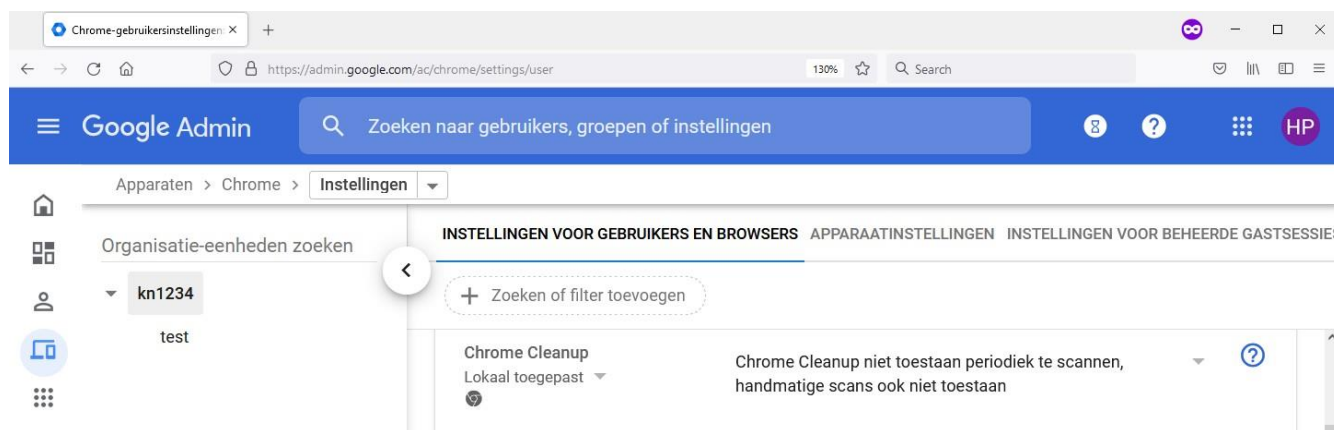 Chrome-gebruikersinstellingen
https://admin.google.com/ac/chrome/settings/user
130%
Search
Google Admin
Zoeken naar gebruikers, groepen of instellingen
HP
Apparaten > Chrome > Instellingen
Organisatie-eenheden zoeken
kn1234
test
INSTELLINGEN VOOR GEBRUIKERS EN BROWSERS APPARAATINSTELLINGEN INSTELLINGEN VOOR BEHEERDE GASTSESSIES
+ Zoeken of filter toevoegen
Chrome Cleanup
Lokaal toegepast
Chrome Cleanup niet toestaan periodiek te scannen,
handmatige scans ook niet toestaan